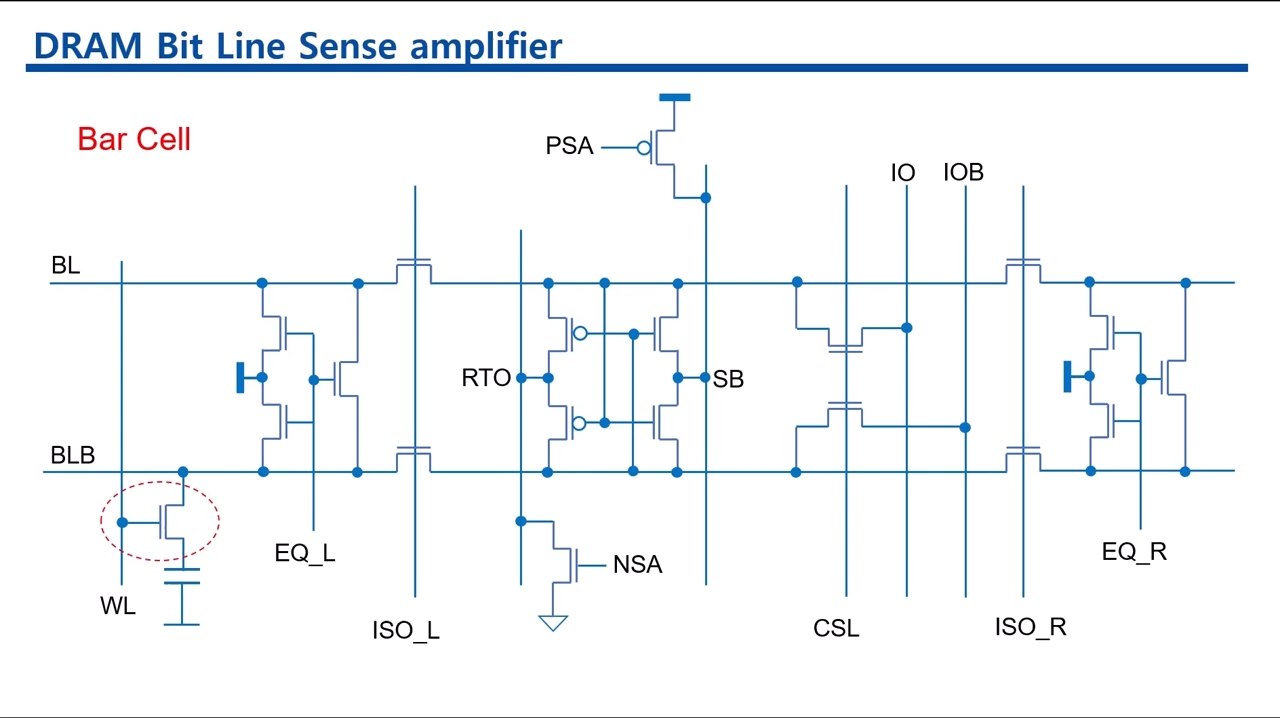 DRAM Bit Line Sense amplifier
Bar Cell
PSA
IO IOB
BL
RTO
SB
BLB
EQ_L
NSA
EQ_R
WL
ISO_L
CSL
ISO_R